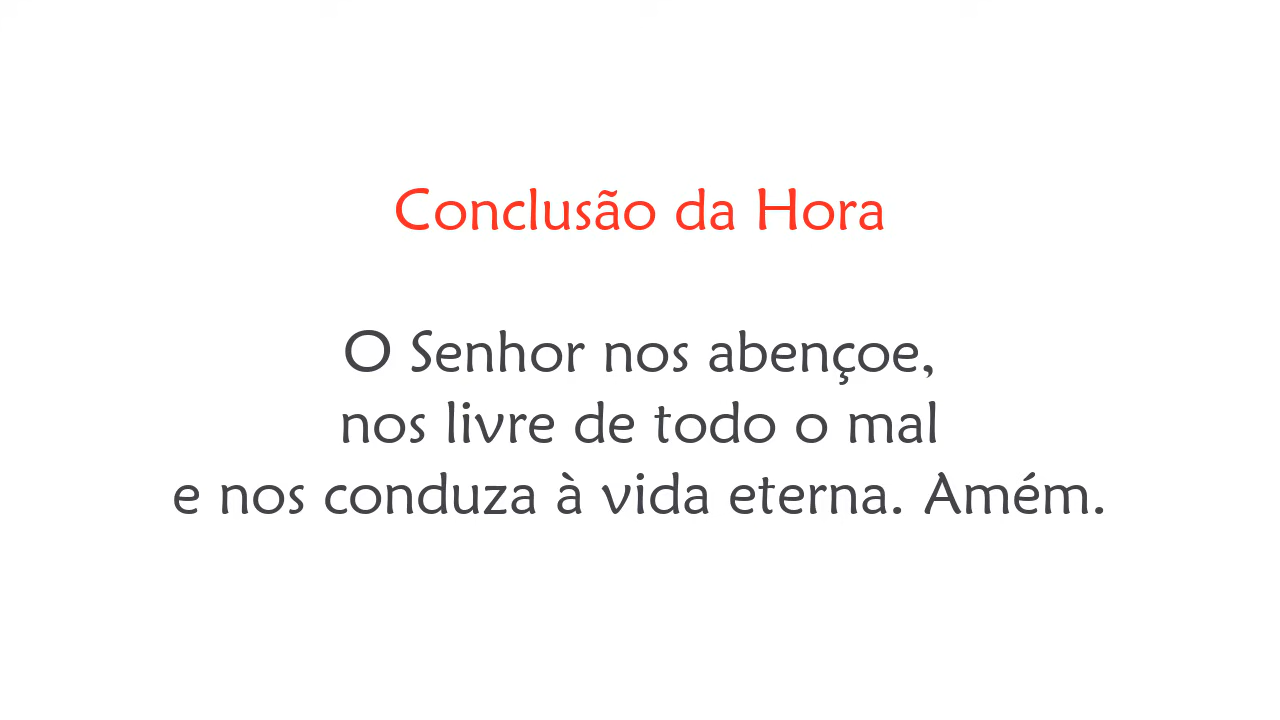 Conclusão da Hora
O Senhor nos abençoe,
nos livre de todo o mal
e nos conduza à vida eterna. Amém.